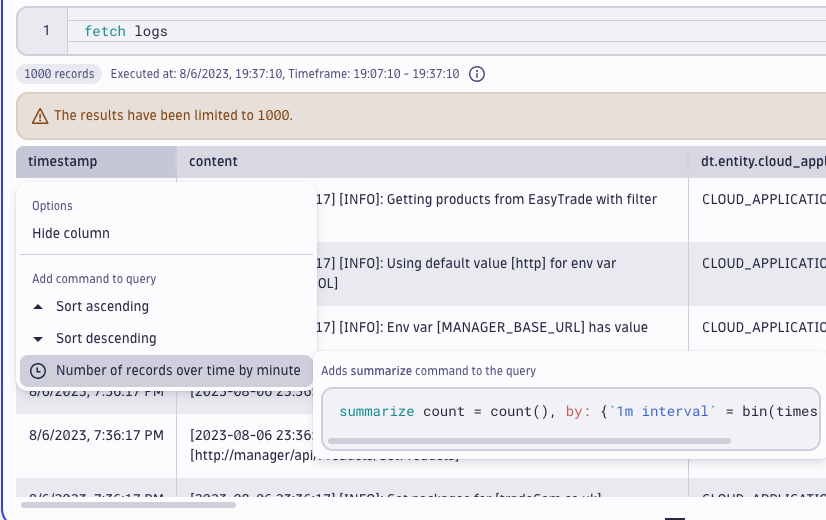 1 fetch logs
1000 records Executed at: 8/6/2023, 19:37:10, Timeframe: 19:07:10 - 19:37:10
The results have been limited to 1000.
timestamp content dt.entity.cloud_appl
Options
Hide column
Add command to query
Sort ascending
Sort descending
Number of records over time by minute
17] [INFO]: Getting products from EasyTrade with filter CLOUD_APPLICATIO
17] [INFO]: Using default value [http] for env var CLOUD_APPLICATIO
OL]
17] [INFO]: Env var [MANAGER_BASE_URL] has value CLOUD_APPLICATIO
Adds summarize command to the query
summarize count = count(), by: {`1m interval` = bin(times
8/6/2023, 7:36:17 PM [2023-08-06 23:36:
8/6/2023, 7:36:17 PM [2023-08-06 23:36:
[http://manager/api/
8/6/2023, 7:36:17 PM [2023-08-06 23:36:17] [INFO]: Get packages for CLOUD_APPLICATIO